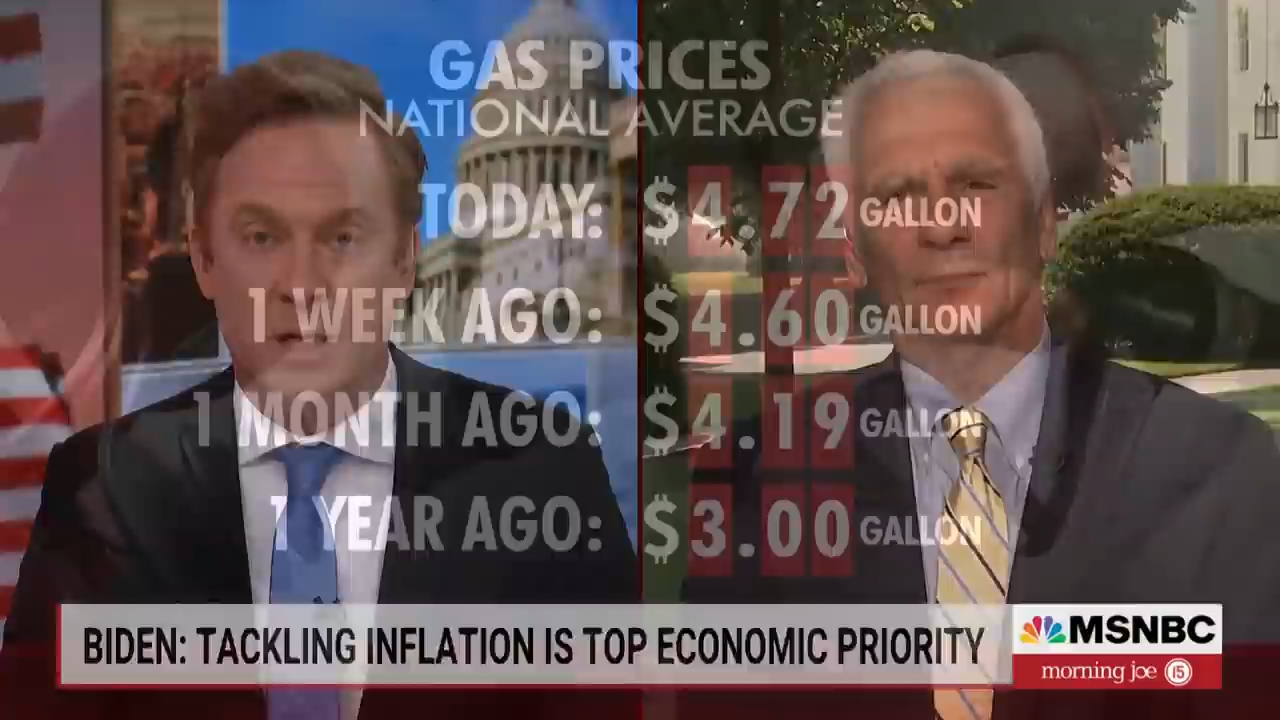 GAS PRICES
NATIONAL AVERAGE
TODAY: $4.72 GALLON
1 WEEK AGO: $4.60 GALLON
1 MONTH AGO: $4.19 GALLON
1 YEAR AGO: $3.00 GALLON
BIDEN: TACKLING INFLATION IS TOP ECONOMIC PRIORITY
MSNBC
morning joe 15